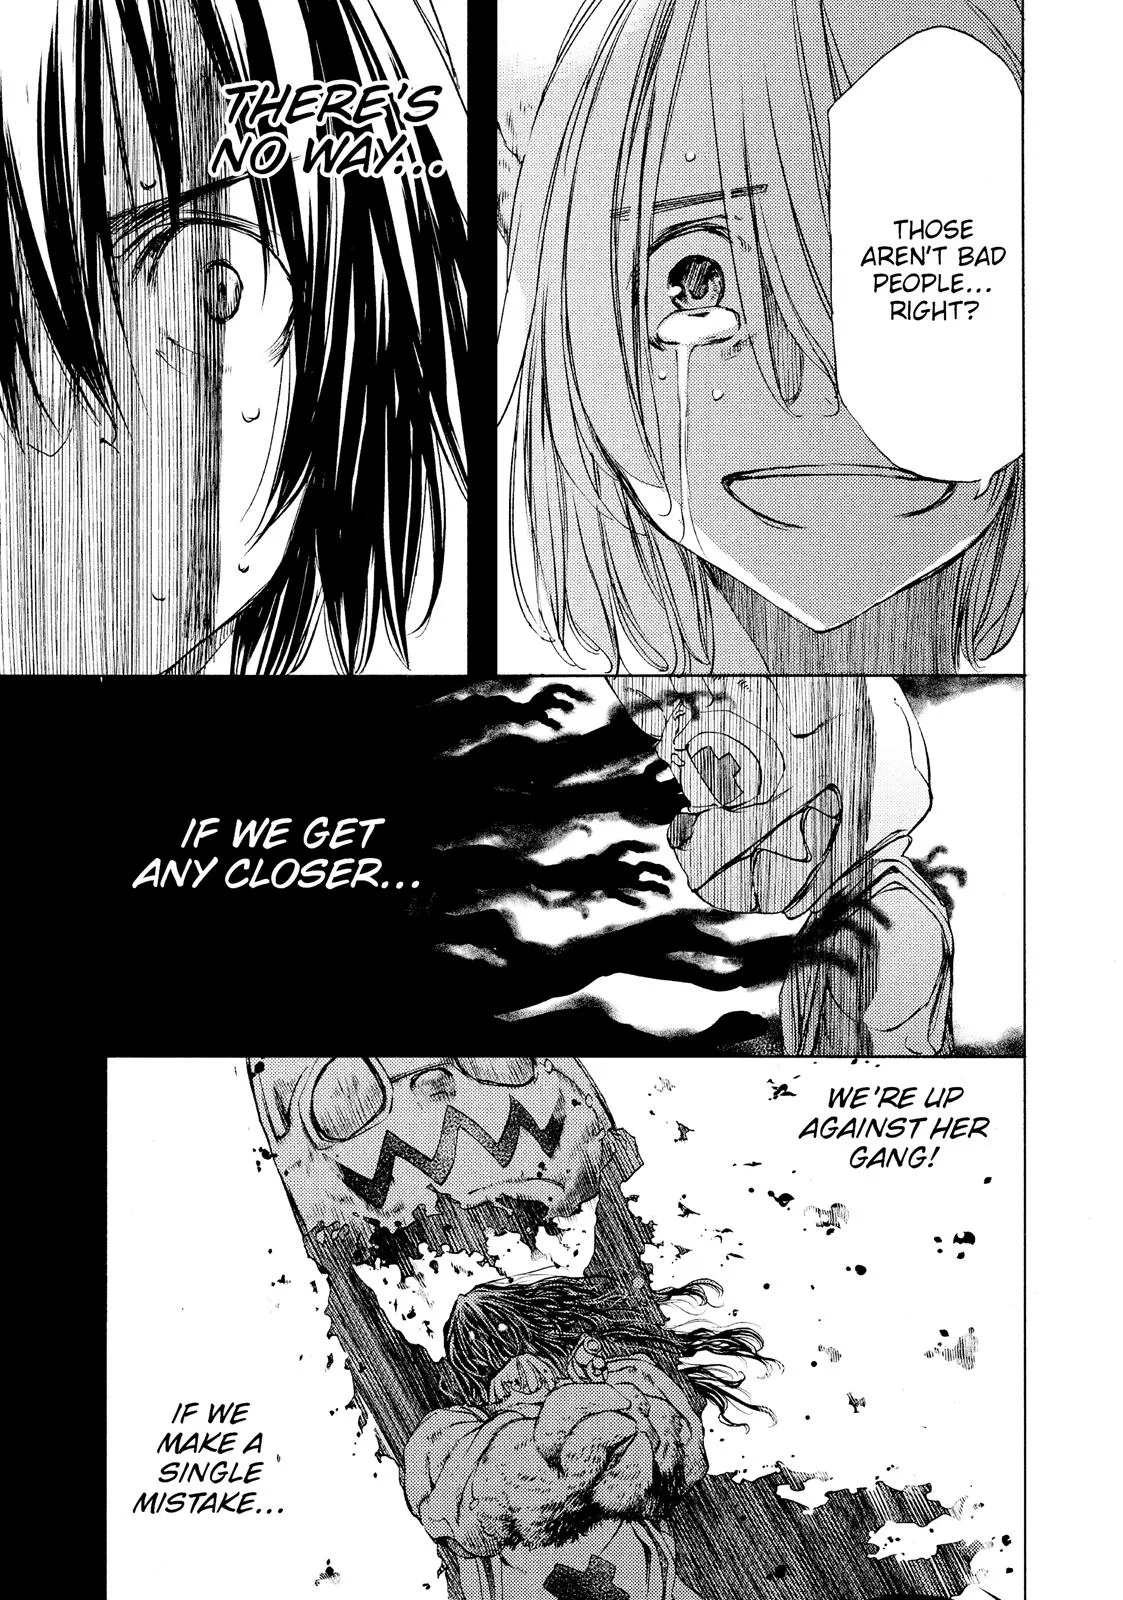 THOSE
AREN'T BAD
PEOPLE...
RIGHT?
THERE'S
NO WAY...
IF WE GET
ANY CLOSER...
WE'RE UP
AGAINST HER
GANG!
IF WE
MAKE A
SINGLE
MISTAKE...